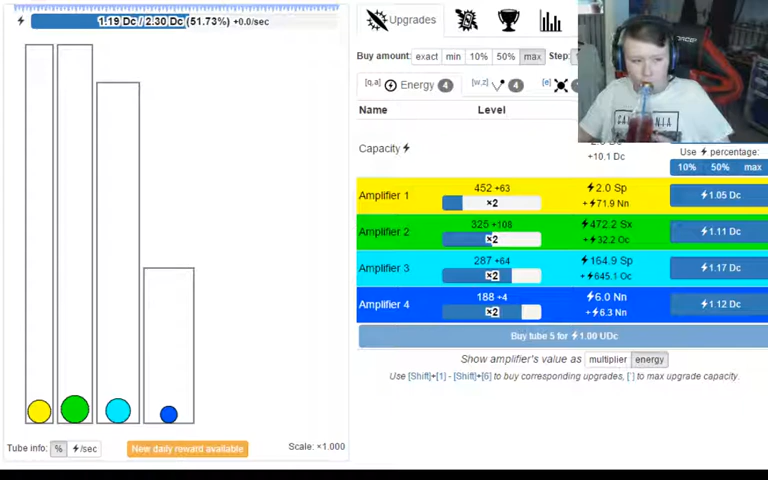 1.19 Dc / 2.30 Dc (51.73%) +0.0/sec
Upgrades
Buy amount: exact min 10% 50% max Step:
[q,a] Energy 4 [w,z] 4 [e]
Name Level
Capacity
+10.1 Dc
Use percentage:
10% 50% max
Amplifier 1 452 +63 2.0 Sp 1.05 Dc
×2 +71.9 Nn
Amplifier 2 325 +108 472.2 Sx 1.11 Dc
×2 +32.2 Oc
Amplifier 3 287 +64 164.9 Sp 1.17 Dc
×2 +645.1 Oc
Amplifier 4 188 +4 6.0 Nn 1.12 Dc
×2 +6.3 Nn
Buy tube 5 for 1.00 UDc
Show amplifier's value as multiplier energy
Use [Shift]+[1] - [Shift]+[6] to buy corresponding upgrades, [`] to max upgrade capacity.
Tube info: % /sec New daily reward available Scale: ×1.000